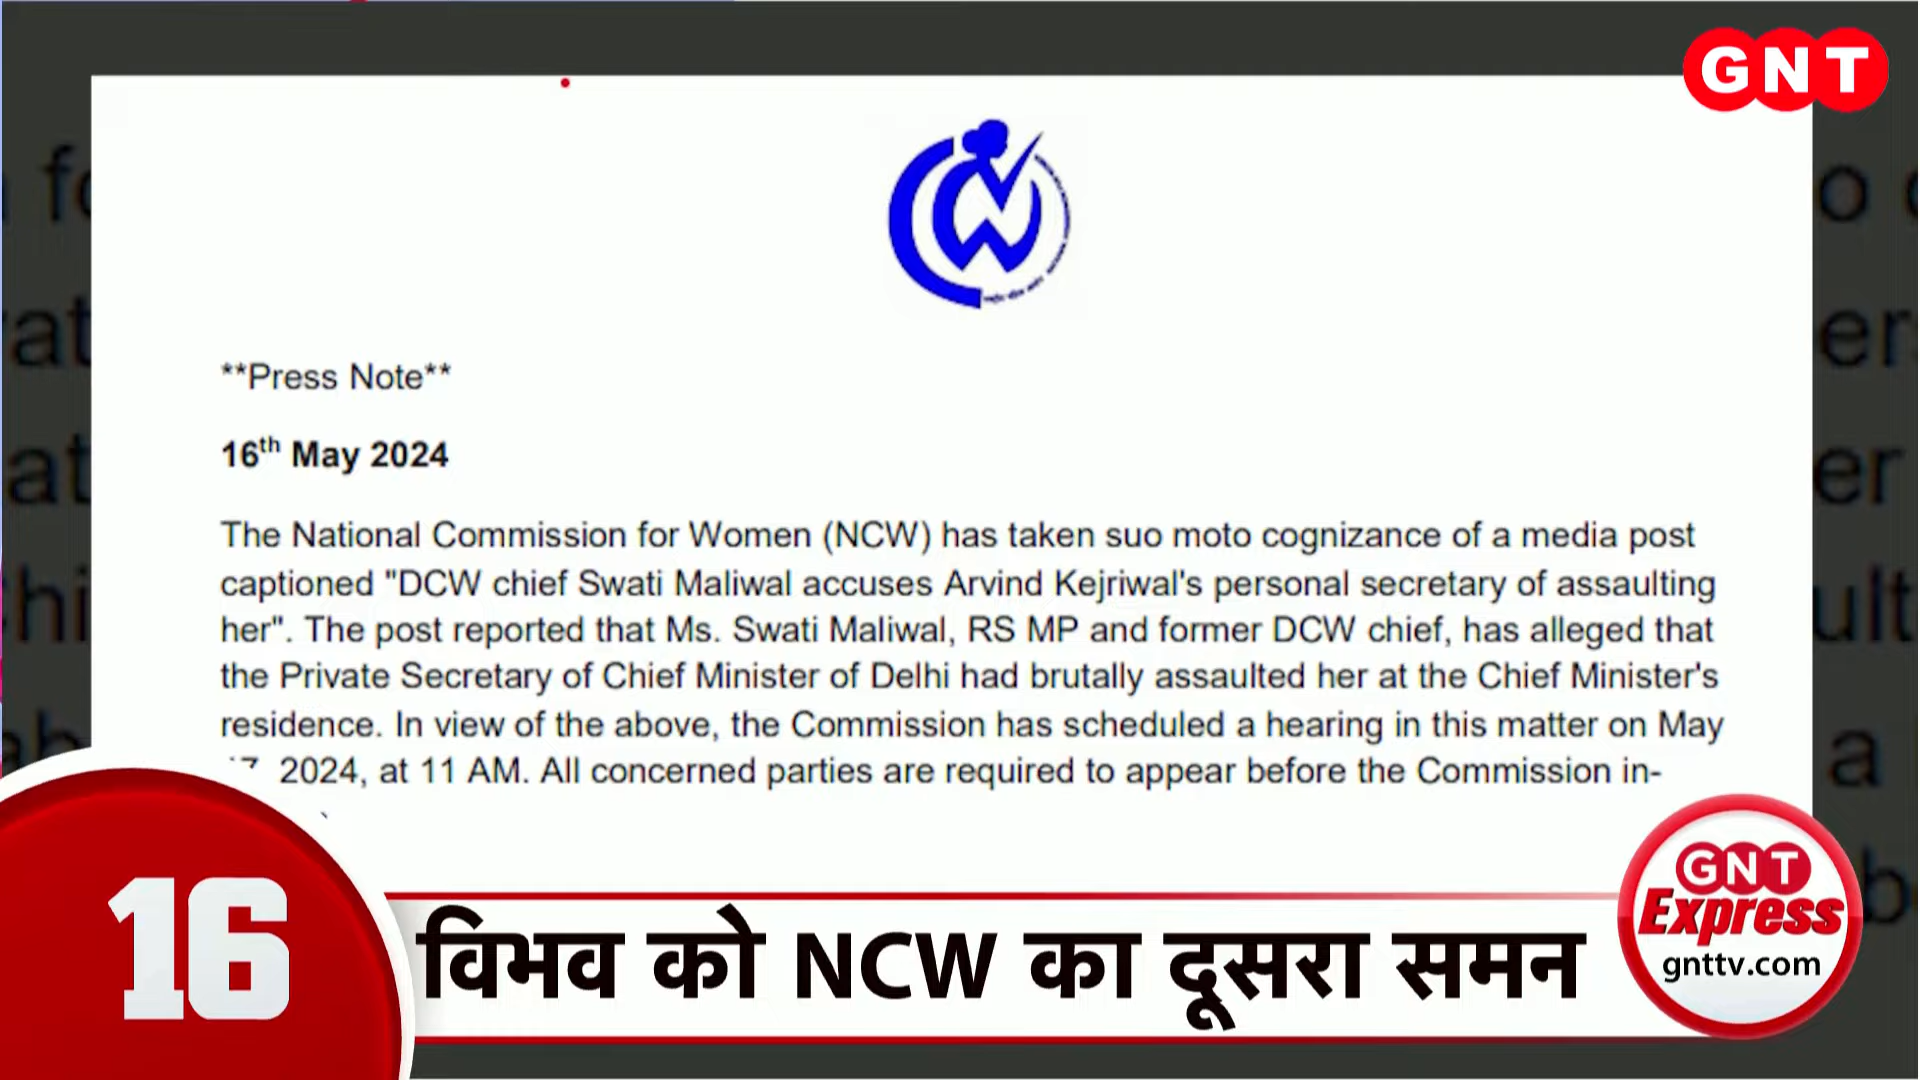 GNT
**Press Note**
16th May 2024
The National Commission for Women (NCW) has taken suo moto cognizance of a media post
captioned "DCW chief Swati Maliwal accuses Arvind Kejriwal's personal secretary of assaulting
her". The post reported that Ms. Swati Maliwal, RS MP and former DCW chief, has alleged that
the Private Secretary of Chief Minister of Delhi had brutally assaulted her at the Chief Minister's
residence. In view of the above, the Commission has scheduled a hearing in this matter on May
2024, at 11 AM. All concerned parties are required to appear before the Commission in-
16
विभव को NCW का दूसरा समन
GNT
Express
gnttv.com